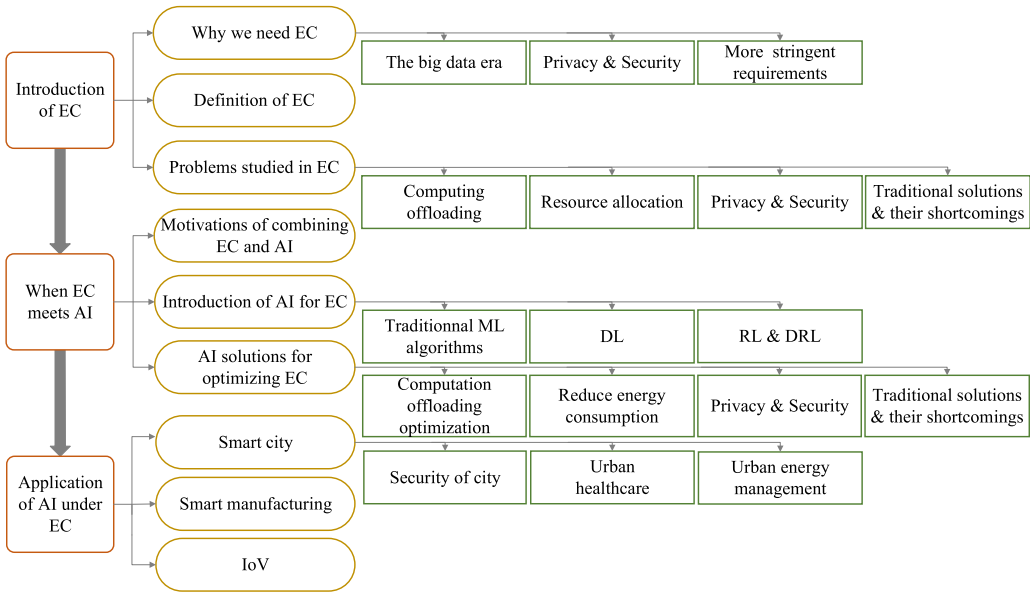 Introduction
of EC
Why we need EC
The big data era
Privacy & Security
More stringent
requirements
Definition of EC
Problems studied in EC
Computing
offloading
Resource allocation
Privacy & Security
Traditional solutions
& their shortcomings
When EC
meets AI
Motivations of combining
EC and AI
Introduction of AI for EC
Traditionnal ML
algorithms
DL
RL & DRL
AI solutions for
optimizing EC
Computation
offloading
optimization
Reduce energy
consumption
Privacy & Security
Traditional solutions
& their shortcomings
Application
of AI under
EC
Smart city
Security of city
Urban
healthcare
Urban energy
management
Smart manufacturing
IoV